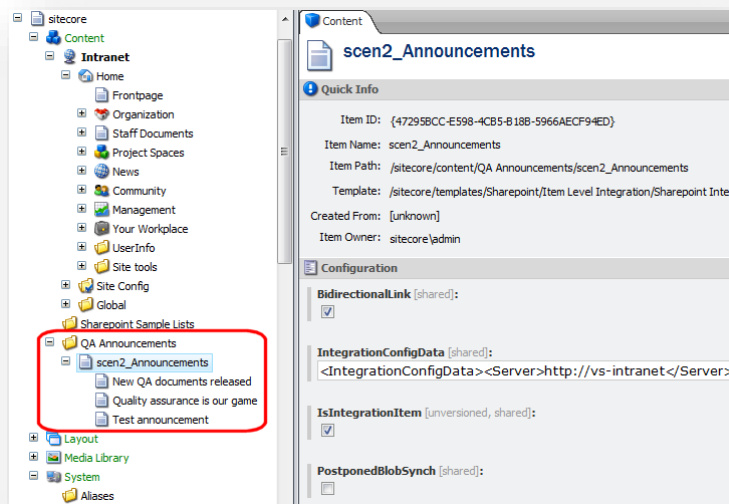 sitecore
Content
Intranet
Home
Frontpage
Organization
Staff Documents
Project Spaces
News
Community
Management
Your Workplace
UserInfo
Site tools
Site Config
Global
Sharepoint Sample Lists
QA Announcements
scen2_Announcements
New QA documents released
Quality assurance is our game
Test announcement
Layout
Media Library
System
Aliases
Content
scen2_Announcements
Quick Info
Item ID: {47295BCC-E598-4CB5-B18B-5966AECF94ED}
Item Name: scen2_Announcements
Item Path: /sitecore/content/QA Announcements/scen2_Announcements
Template: /sitecore/templates/Sharepoint/Item Level Integration/Sharepoint Inte
Created From: [unknown]
Item Owner: sitecore\admin
Configuration
BidirectionalLink [shared]:
IntegrationConfigData [shared]:
<IntegrationConfigData><Server>http://vs-intranet</Server>
IsIntegrationItem [unversioned, shared]:
PostponedBlobSynch [shared]: